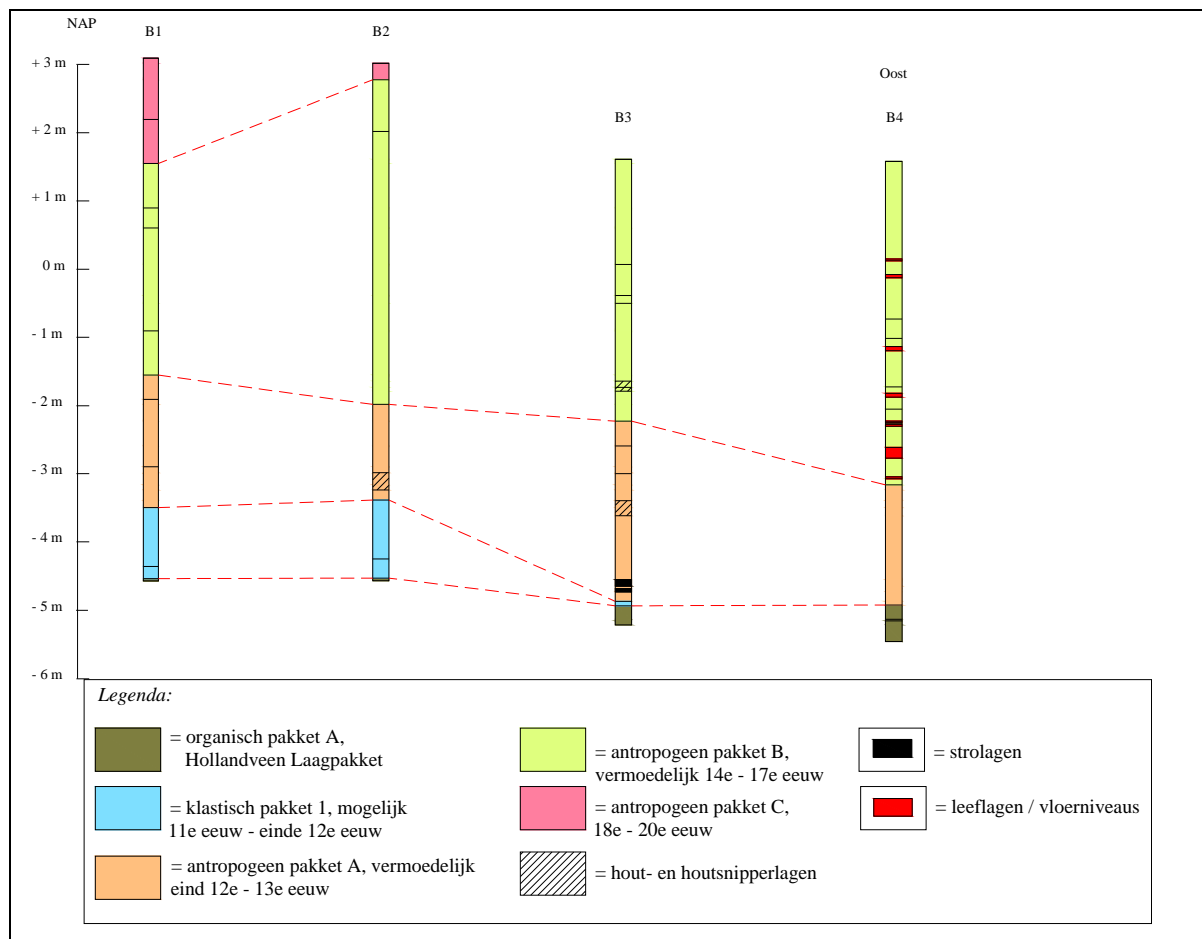 NAP
B1
B2
Oost
B3
B4
+ 3 m
+ 2 m
+ 1 m
0 m
- 1 m
- 2 m
- 3 m
- 4 m
- 5 m
- 6 m
Legenda:
= organisch pakket A,
Hollandveen Laagpakket
= klastisch pakket 1, mogelijk
11e eeuw - einde 12e eeuw
= antropogeen pakket A, vermoedelijk
eind 12e - 13e eeuw
= antropogeen pakket B,
vermoedelijk 14e - 17e eeuw
= antropogeen pakket C,
18e - 20e eeuw
= hout- en houtsnipperlagen
= strolagen
= leeflagen / vloerniveaus